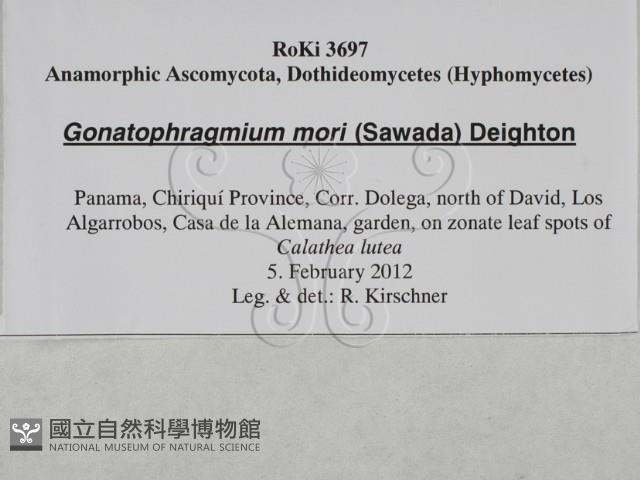 RoKi 3697
Anamorphic Ascomycota, Dothideomycetes (Hyphomycetes)
Gonatophragmium mori (Sawada) Deighton
Panama, Chiriquí Province, Corr. Dolega, north of David, Los
Algarrobos, Casa de la Alemana, garden, on zonate leaf spots of
Calathea lutea
5. February 2012
Leg. & det.: R. Kirschner
國立自然科學博物館
NATIONAL MUSEUM OF NATURAL SCIENCE